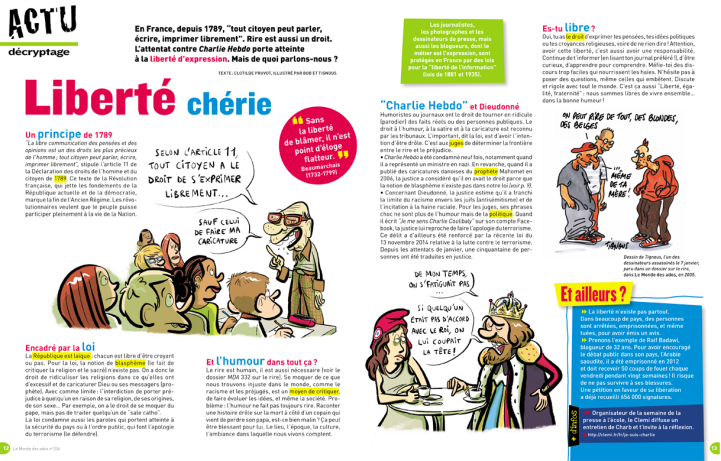 ACTU
décryptage
En France, depuis 1789, "tout citoyen peut parler,
écrire, imprimer librement". Rire est aussi un droit.
L'attentat contre Charlie Hebdo porte atteinte
à la liberté d'expression. Mais de quoi parlons-nous ?
TEXTE : CLOTILDE PRUVOT, ILLUSTRÉ PAR BOB ET TIGNOUS
Liberté chérie
Un principe de 1789
"La libre communication des pensées et des
opinions est un des droits les plus précieux
de l'homme ; tout citoyen peut parler, écrire,
imprimer librement", stipule l'article 11 de
la Déclaration des droits de l'homme et du
citoyen de 1789. Ce texte de la Révolution
française, qui jette les fondements de la
République actuelle et de la démocratie,
marque la fin de l'Ancien Régime. Les révo-
lutionnaires veulent que le peuple puisse
participer pleinement à la vie de la Nation.
SELON L'ARTICLE 11,
TOUT CITOYEN A LE
DROIT DE S'EXPRIMER
LIBREMENT...
SAUF CELUI
DE FAIRE MA
CARICATURE
"Sans
la liberté
de blâmer, il n'est
point d'éloge
flatteur."
Beaumarchais
(1732-1799)
Encadré par la loi
La République est laïque : chacun est libre d'être croyant
ou pas. Pour la loi, la notion de blasphème (le fait de
critiquer la religion et le sacré) n'existe pas. On a donc le
droit de ridiculiser les religions dans ce qu'elles ont
d'excessif et de caricaturer Dieu ou ses messagers (pro-
phète). Avec comme limite : l'interdiction de porter pré-
judice à quelqu'un en raison de sa religion, de ses origines,
de son sexe... Par exemple, on a le droit de se moquer du
pape, mais pas de traiter quelqu'un de "sale catho".
La loi condamne aussi les paroles qui portent atteinte à
la sécurité du pays ou à l'ordre public, qui font l'apologie
du terrorisme (le défendre).
Et l'humour dans tout ça ?
Le rire est humain, il est aussi nécessaire (voir le
dossier MDA 332 sur le rire). Se moquer de ce que
nous trouvons injuste dans le monde, comme le
racisme et les préjugés, est un moyen de critiquer,
de faire évoluer les idées, et même la société. Pro-
blème : l'humour ne fait pas toujours rire. Raconter
une histoire drôle sur la mort à côté d'un copain qui
vient de perdre son papa, est-ce bien malin ? Ça peut
être blessant pour lui. Le lieu, l'époque, la culture,
l'ambiance dans laquelle nous vivons comptent.
12 Le Monde des ados n°336
Les journalistes,
les photographes et les
dessinateurs de presse, mais
aussi les blogueurs, dont le
métier est l'expression, sont
protégées en France par des lois
pour la "liberté de l'information"
(lois de 1881 et 1935).
"Charlie Hebdo" et Dieudonné
Humoristes ou journaux ont le droit de tourner en ridicule
(parodier) des faits réels ou des personnes publiques. Le
droit à l'humour, à la satire et à la caricature est reconnu
par les tribunaux. L'important, dit la loi, est d'avoir l'inten-
tion d'être drôle. C'est aux juges de déterminer la frontière
entre le rire et le préjudice.
• Charlie Hebdo a été condamné neuf fois, notamment quand
il a représenté un ministre en nazi. En revanche, quand il a
publié des caricatures danoises du prophète Mahomet en
2006, la justice a considéré qu'il en avait le droit parce que
la notion de blasphème n'existe pas dans notre loi (voir p. 9).
• Concernant Dieudonné, la justice estime qu'il a franchi
la limite du racisme envers les juifs (antisémitisme) et de
l'incitation à la haine raciale. Pour les juges, ses phrases
choc ne sont plus de l'humour mais de la politique. Quand
il écrit "Je me sens Charlie Coulibaly" sur son compte Face-
book, la justice lui reproche de faire l'apologie du terrorisme.
Ce délit a d'ailleurs été renforcé par la récente loi du
13 novembre 2014 relative à la lutte contre le terrorisme.
Depuis les attentats de janvier, une cinquantaine de per-
sonnes ont été traduites en justice.
DE MON TEMPS,
ON S'FATIGUAIT PAS ...
SI QUELQU'UN
ÉTAIT PAS D'ACCORD
AVEC LE ROI, ON
LUI COUPAIT
LA TÊTE !
Es-tu libre ?
Oui, tu as le droit d'exprimer tes pensées, tes idées politiques
ou tes croyances religieuses, voire de ne rien dire ! Attention,
avoir cette liberté, c'est aussi avoir une responsabilité.
Continue de t'informer (en lisant ton journal préféré !), d'être
curieux, d'apprendre pour comprendre. Méfie-toi des dis-
cours trop faciles qui nourrissent les haines. N'hésite pas à
poser des questions, même celles qui embêtent. Discute
et rigole avec tout le monde. C'est ça aussi "Liberté, éga-
lité, fraternité" : nous sommes libres de vivre ensemble...
dans la bonne humeur !
ON PEUT RIRE DE TOUT, DES BLONDES,
DES BELGES
... MÊME
DE TA
MÈRE !
TIGNOUS
Dessin de Tignous, l'un des
dessinateurs assassinés le 7 janvier,
paru dans un dossier sur le rire,
dans Le Monde des ados, en 2005.
Et ailleurs ?
La liberté n'existe pas partout.
Dans beaucoup de pays, des personnes
sont arrêtées, emprisonnées, et même
tuées, pour avoir émis un avis.
Prenons l'exemple de Raif Badawi,
blogueur de 32 ans. Pour avoir encouragé
le débat public dans son pays, l'Arabie
saoudite, il a été emprisonné en 2012
et doit recevoir 50 coups de fouet chaque
vendredi pendant vingt semaines ! Il risque
de ne pas survivre à ses blessures.
Une pétition en faveur de sa libération
a déjà recueilli 656 000 signatures.
+ d'infos
Organisateur de la semaine de la
presse à l'école, le Clemi diffuse un
entretien de Charb et t'invite à la réflexion.
http://clemi.fr/fr/je-suis-charlie
13